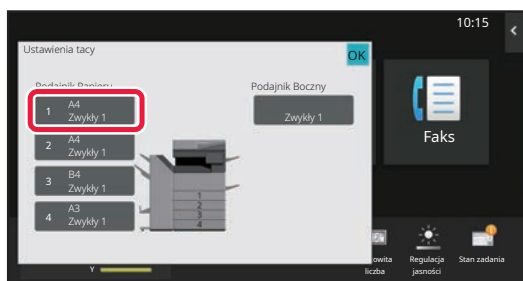 10:15
Ustawienia tacy
OK
Podajnik Papieru
Podajnik Boczny
1
A4
Zwykły 1
Zwykły 1
2
A4
Zwykły 1
3
B4
Zwykły 1
4
A3
Zwykły 1
1
2
3
4
Faks
owita
liczba
Regulacja
jasności
Stan zadania
Y